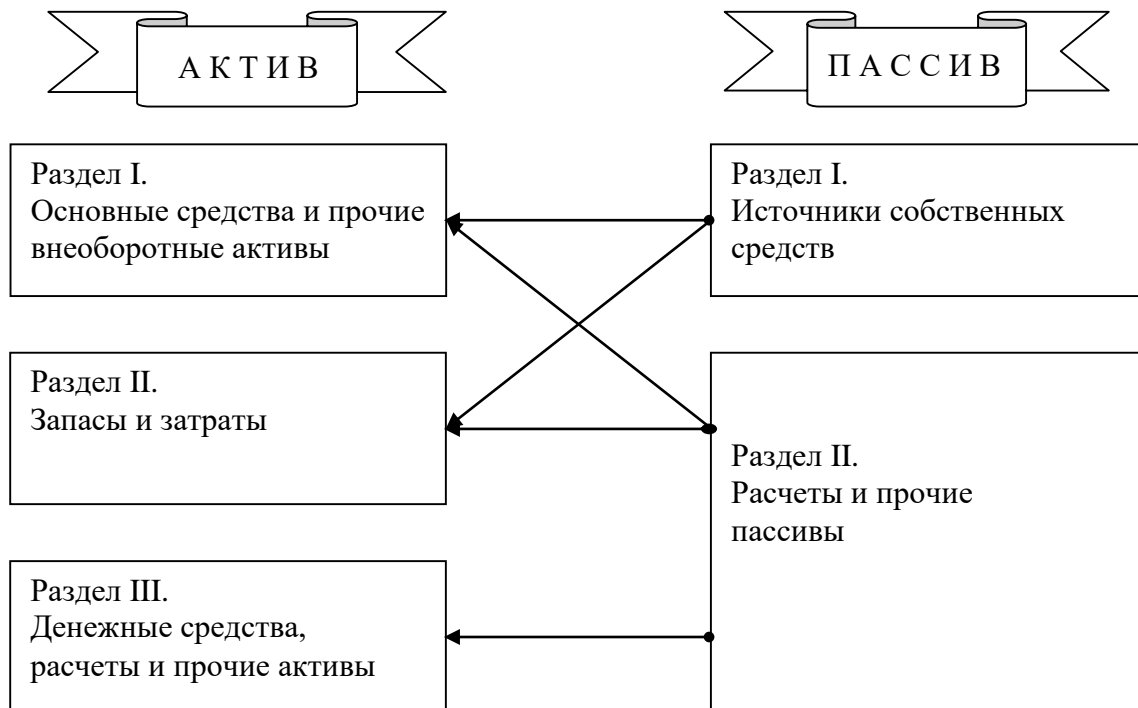 А К Т И В
П А С С И В
Раздел I.
Основные средства и прочие
внеоборотные активы
Раздел I.
Источники собственных
средств
Раздел II.
Запасы и затраты
Раздел II.
Расчеты и прочие
пассивы
Раздел III.
Денежные средства,
расчеты и прочие активы